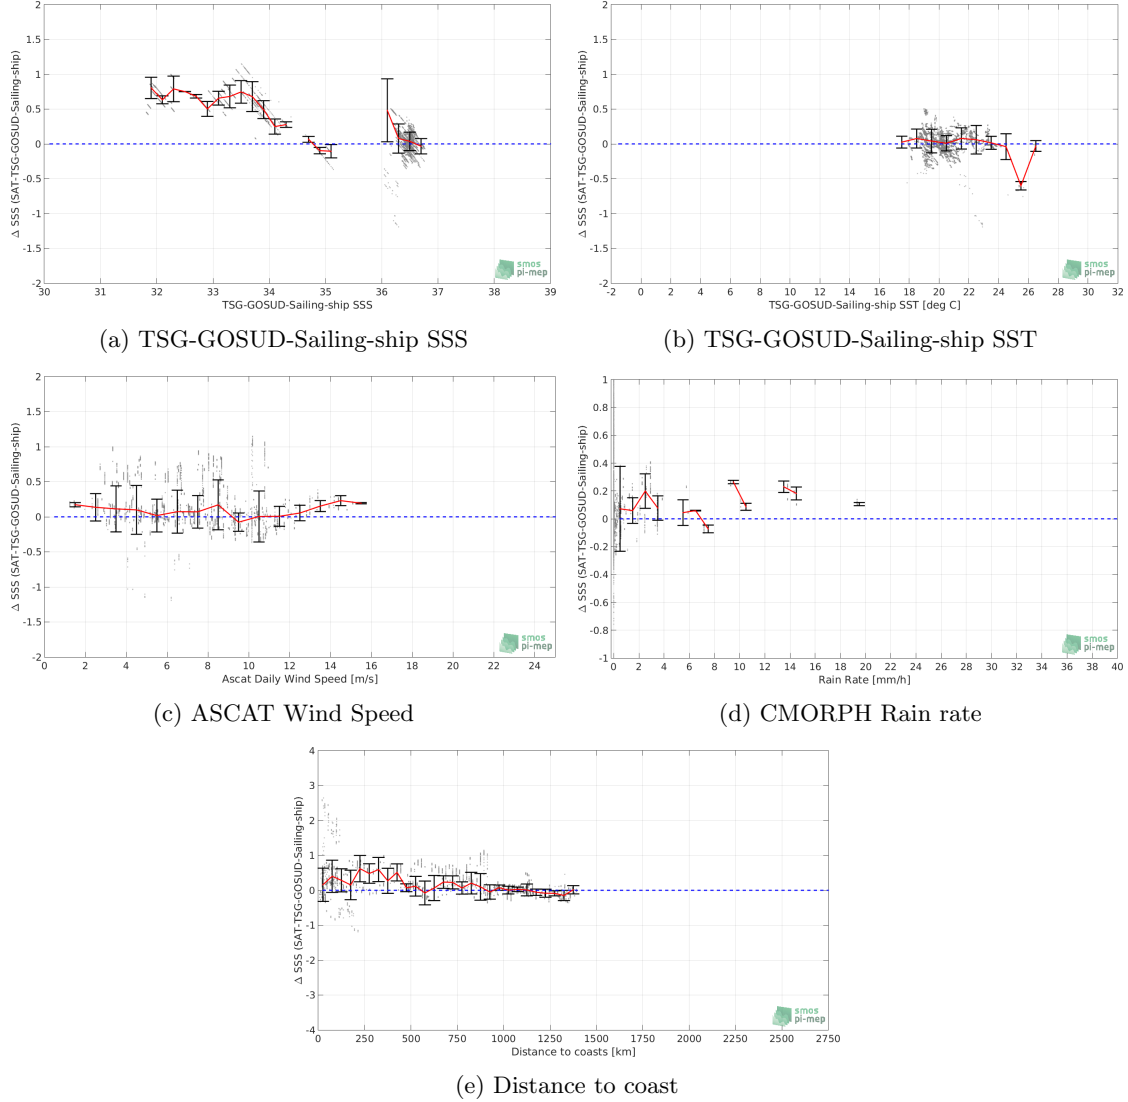 2
1.5
1
0.5
0
-0.5
-1
-1.5
-2
Δ SSS (SAT-TSG-GOSUD-Sailing-ship)
30 31 32 33 34 35 36 37 38 39
TSG-GOSUD-Sailing-ship SSS
smos
pi-mep
(a) TSG-GOSUD-Sailing-ship SSS
2
1.5
1
0.5
0
-0.5
-1
-1.5
-2
Δ SSS (SAT-TSG-GOSUD-Sailing-ship)
-2 0 2 4 6 8 10 12 14 16 18 20 22 24 26 28 30 32
TSG-GOSUD-Sailing-ship SST [deg C]
smos
pi-mep
(b) TSG-GOSUD-Sailing-ship SST
2
1.5
1
0.5
0
-0.5
-1
-1.5
-2
Δ SSS (SAT-TSG-GOSUD-Sailing-ship)
0 2 4 6 8 10 12 14 16 18 20 22 24
Ascat Daily Wind Speed [m/s]
smos
pi-mep
(c) ASCAT Wind Speed
1
0.8
0.6
0.4
0.2
0
-0.2
-0.4
-0.6
-0.8
-1
Δ SSS (SAT-TSG-GOSUD-Sailing-ship)
0 2 4 6 8 10 12 14 16 18 20 22 24 26 28 30 32 34 36 38 40
Rain Rate [mm/h]
smos
pi-mep
(d) CMORPH Rain rate
4
3
2
1
0
-1
-2
-3
-4
Δ SSS (SAT-TSG-GOSUD-Sailing-ship)
0 250 500 750 1000 1250 1500 1750 2000 2250 2500 2750
Distance to coasts [km]
smos
pi-mep
(e) Distance to coast